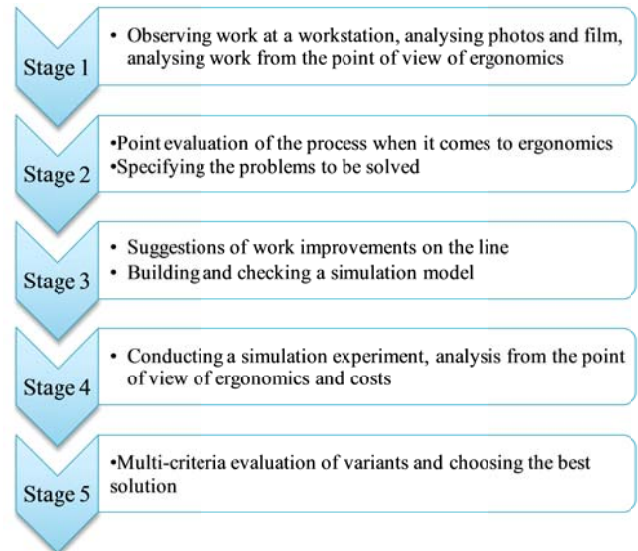 Stage 1
• Observing work at a workstation, analysing photos and film,
analysing work from the point of view of ergonomics
Stage 2
•Point evaluation of the process when it comes to ergonomics
•Specifying the problems to be solved
Stage 3
• Suggestions of work improvements on the line
• Building and checking a simulation model
Stage 4
• Conducting a simulation experiment, analysis from the point
of view of ergonomics and costs
Stage 5
•Multi-criteria evaluation of variants and choosing the best
solution